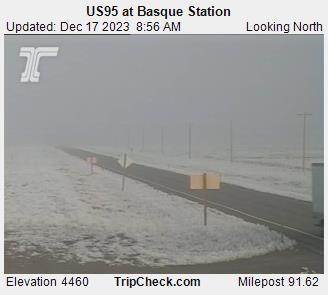 US95 at Basque Station
Updated: Dec 17 2023 8:56 AM Looking North
Elevation 4460 TripCheck.com Milepost 91.62